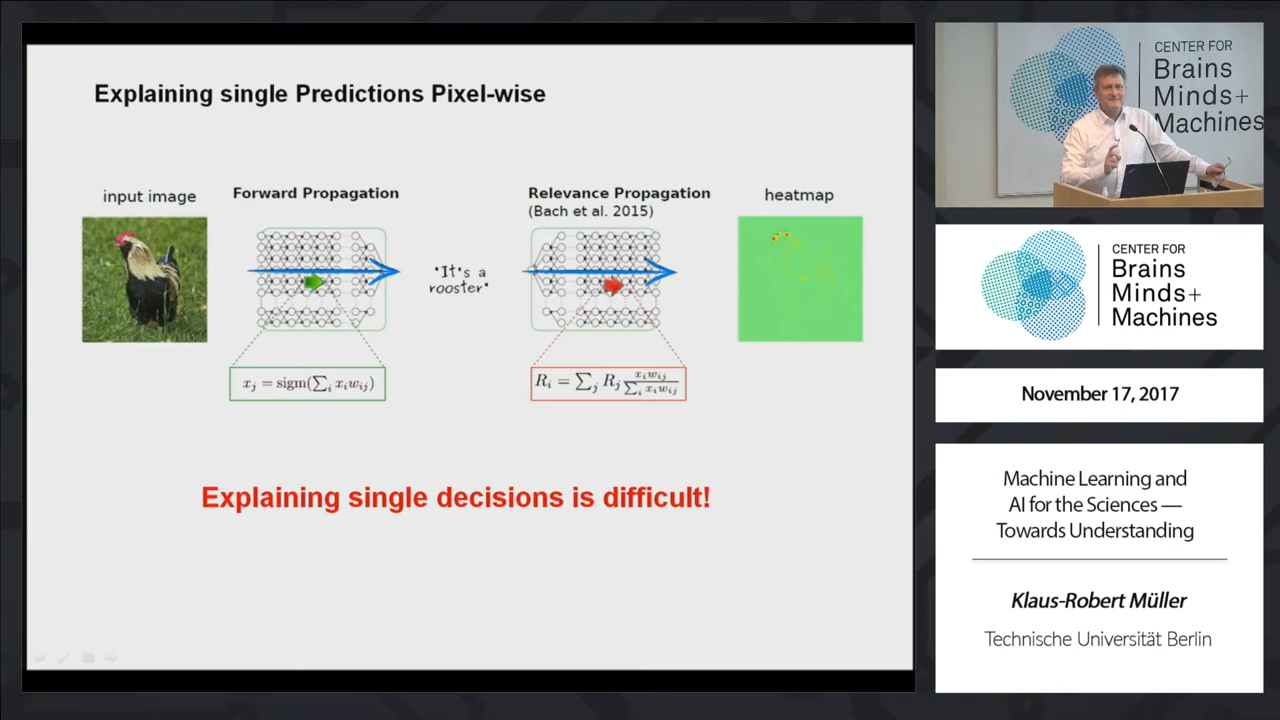 Explaining single Predictions Pixel-wise
input image
Forward Propagation
Relevance Propagation
(Bach et al. 2015)
heatmap
"It's a
rooster"
x_j = sigm(∑_i x_i w_ij)
R_i = ∑_j R_j x_i w_ij / ∑_i x_i w_ij
Explaining single decisions is difficult!
CENTER FOR
Brains
Minds+
Machines
CENTER FOR
Brains
Minds+
Machines
November 17, 2017
Machine Learning and
AI for the Sciences —
Towards Understanding
Klaus-Robert Müller
Technische Universität Berlin